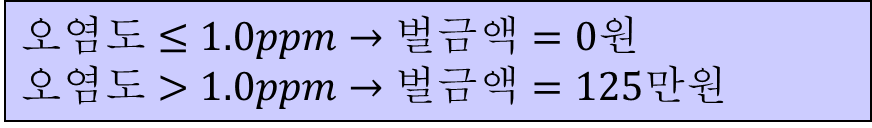 오염도 ≤ 1.0ppm → 벌금액 = 0원
오염도 > 1.0ppm → 벌금액 = 125만원